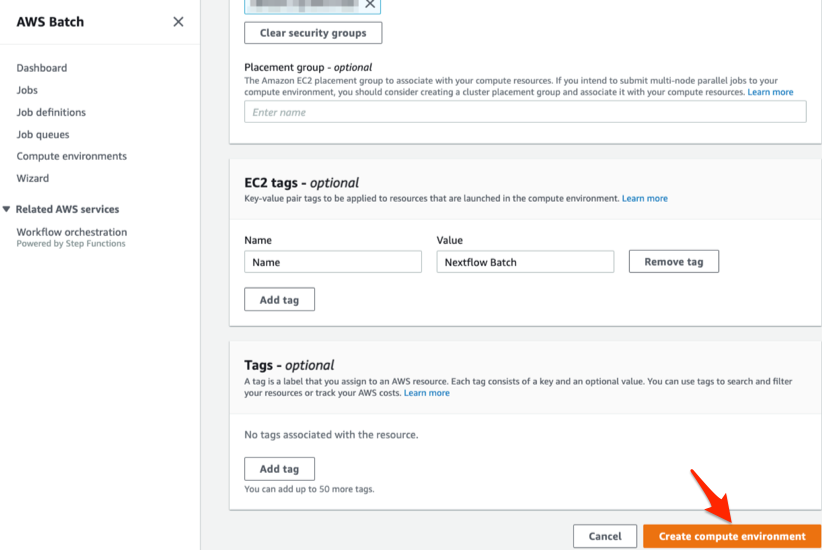 AWS Batch
Dashboard
Jobs
Job definitions
Job queues
Compute environments
Wizard
Related AWS services
Workflow orchestration
Powered by Step Functions
Clear security groups
Placement group - optional
The Amazon EC2 placement group to associate with your compute resources. If you intend to submit multi-node parallel jobs to your
compute environment, you should consider creating a cluster placement group and associate it with your compute resources. Learn more
Enter name
EC2 tags - optional
Key-value pair tags to be applied to resources that are launched in the compute environment. Learn more
Name Value
Name Nextflow Batch Remove tag
Add tag
Tags - optional
A tag is a label that you assign to an AWS resource. Each tag consists of a key and an optional value. You can use tags to search and filter
your resources or track your AWS costs. Learn more
No tags associated with the resource.
Add tag
You can add up to 50 more tags.
Cancel Create compute environment